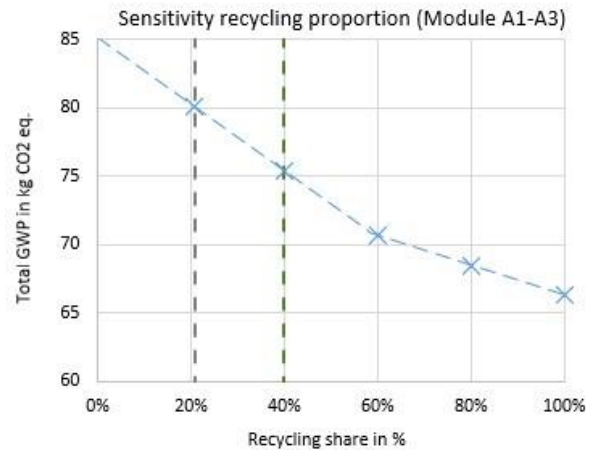 Sensitivity recycling proportion (Module A1-A3)
85
80
75
70
65
60
Total GWP in kg CO2 eq.
0% 20% 40% 60% 80% 100%
Recycling share in %